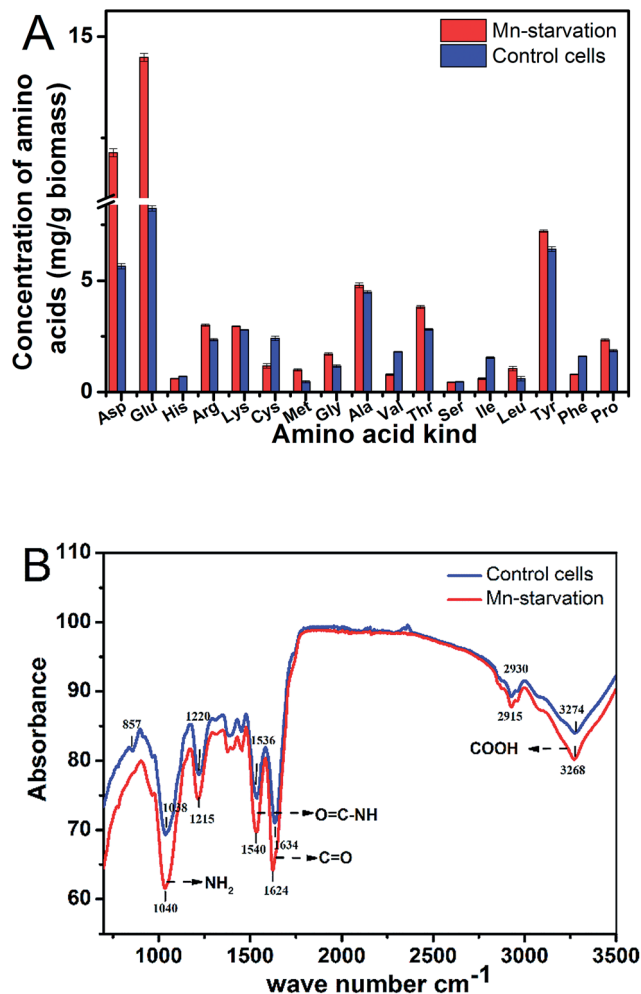 A
Mn-starvation
Control cells
Concentration of amino
acids (mg/g biomass)
15
5
0
Asp Glu His Arg Lys Cys Met Gly Ala Val Thr Ser Ile Leu Tyr Phe Pro
Amino acid kind
B
Control cells
Mn-starvation
Absorbance
110
100
90
80
70
60
857
1220
1038
1215
1536
1540
O=C-NH
1634
C=O
1624
NH2
1040
2930
2915
3274
COOH
3268
1000 1500 2000 2500 3000 3500
wave number cm-1